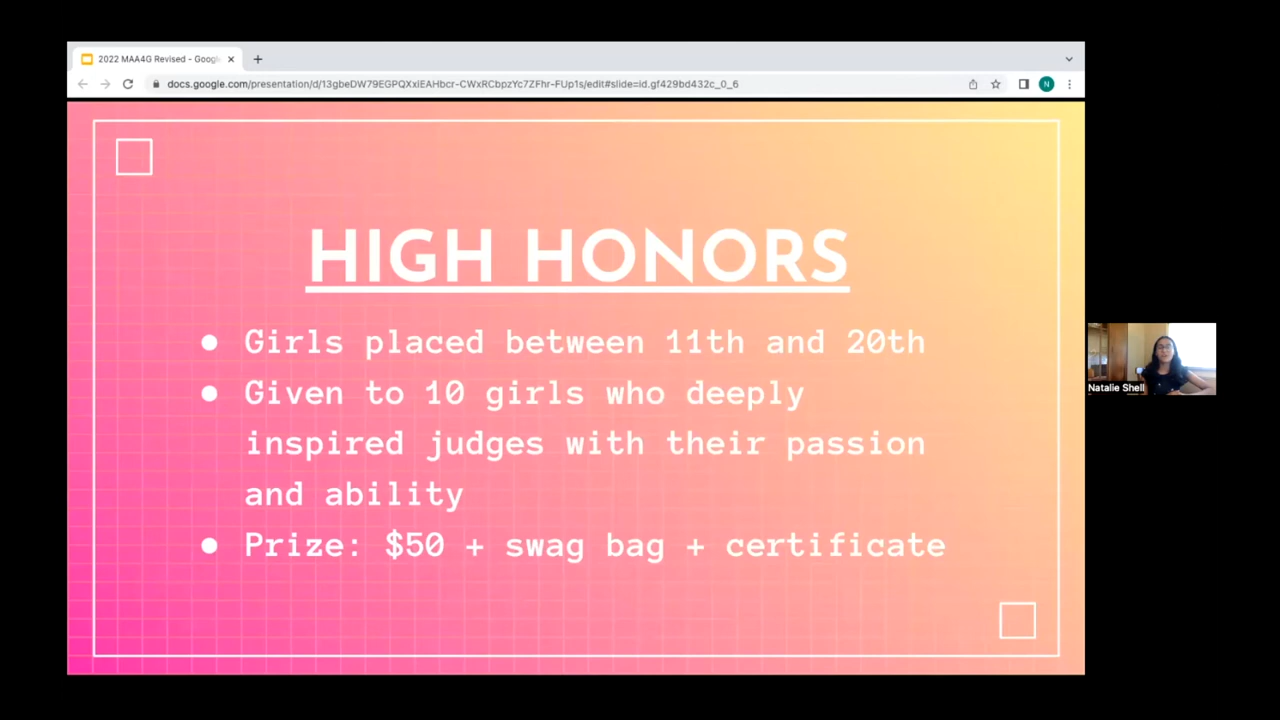 2022 MAA4G Revised - Goog
docs.google.com/presentation/d/13gbeDW79EGPQXxiEAHbcr-CWxRCbpzYc7ZFhr-FUp1s/edit#slide=id.gf429bd432c_0_6
N
HIGH HONORS
● Girls placed between 11th and 20th
● Given to 10 girls who deeply
inspired judges with their passion
and ability
● Prize: $50 + swag bag + certificate
Natalie Shell